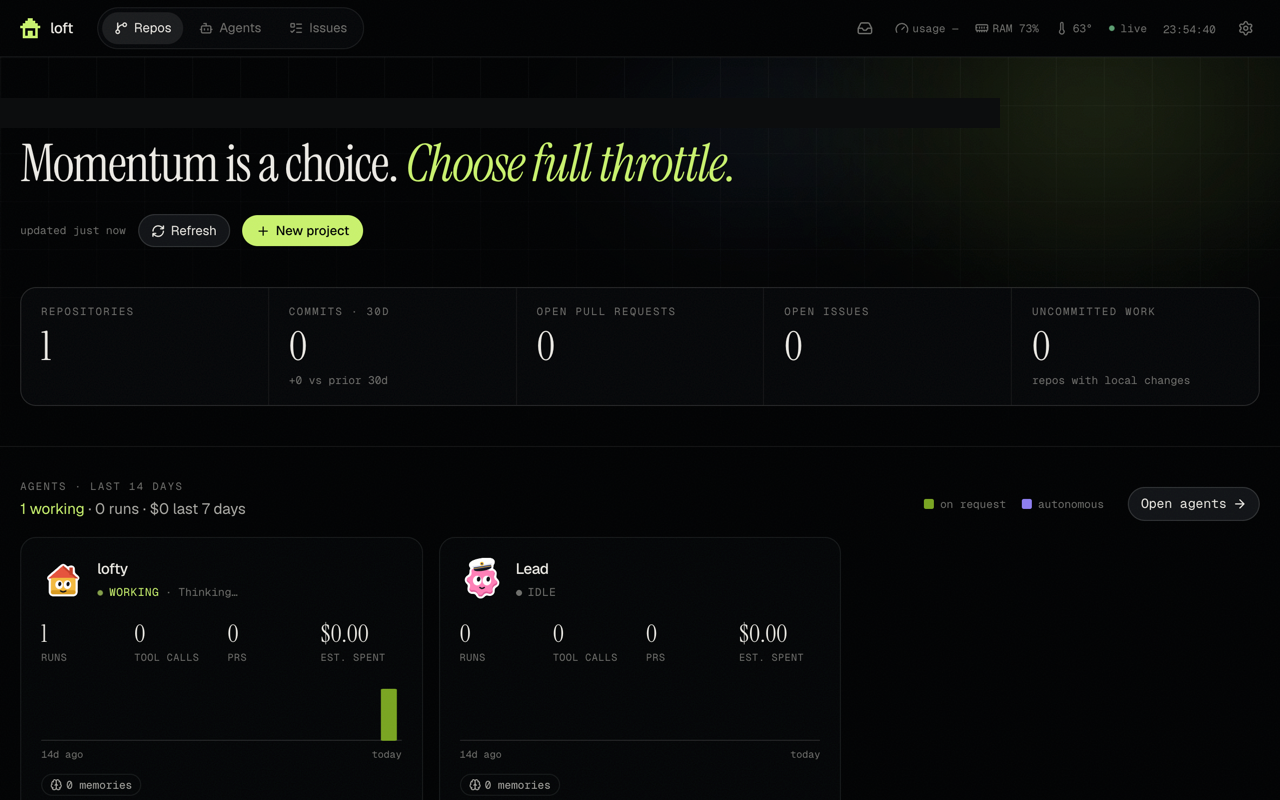 loft
Repos
Agents
Issues
usage —
RAM 73%
63°
live
23:54:40
Momentum is a choice. Choose full throttle.
updated just now
Refresh
New project
REPOSITORIES
1
COMMITS · 30D
0
+0 vs prior 30d
OPEN PULL REQUESTS
0
OPEN ISSUES
0
UNCOMMITTED WORK
0
repos with local changes
AGENTS · LAST 14 DAYS
1 working · 0 runs · $0 last 7 days
on request
autonomous
Open agents →
lofty
WORKING · Thinking…
1 0 0 $0.00
RUNS TOOL CALLS PRS EST. SPENT
14d ago today
0 memories
Lead
IDLE
0 0 0 $0.00
RUNS TOOL CALLS PRS EST. SPENT
14d ago today
0 memories